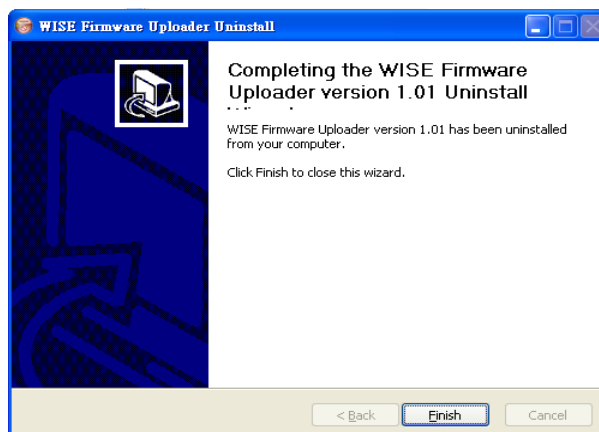 WISE Firmware Uploader Uninstall
Completing the WISE Firmware
Uploader version 1.01 Uninstall
WISE Firmware Uploader version 1.01 has been uninstalled
from your computer.
Click Finish to close this wizard.
< Back
Finish
Cancel